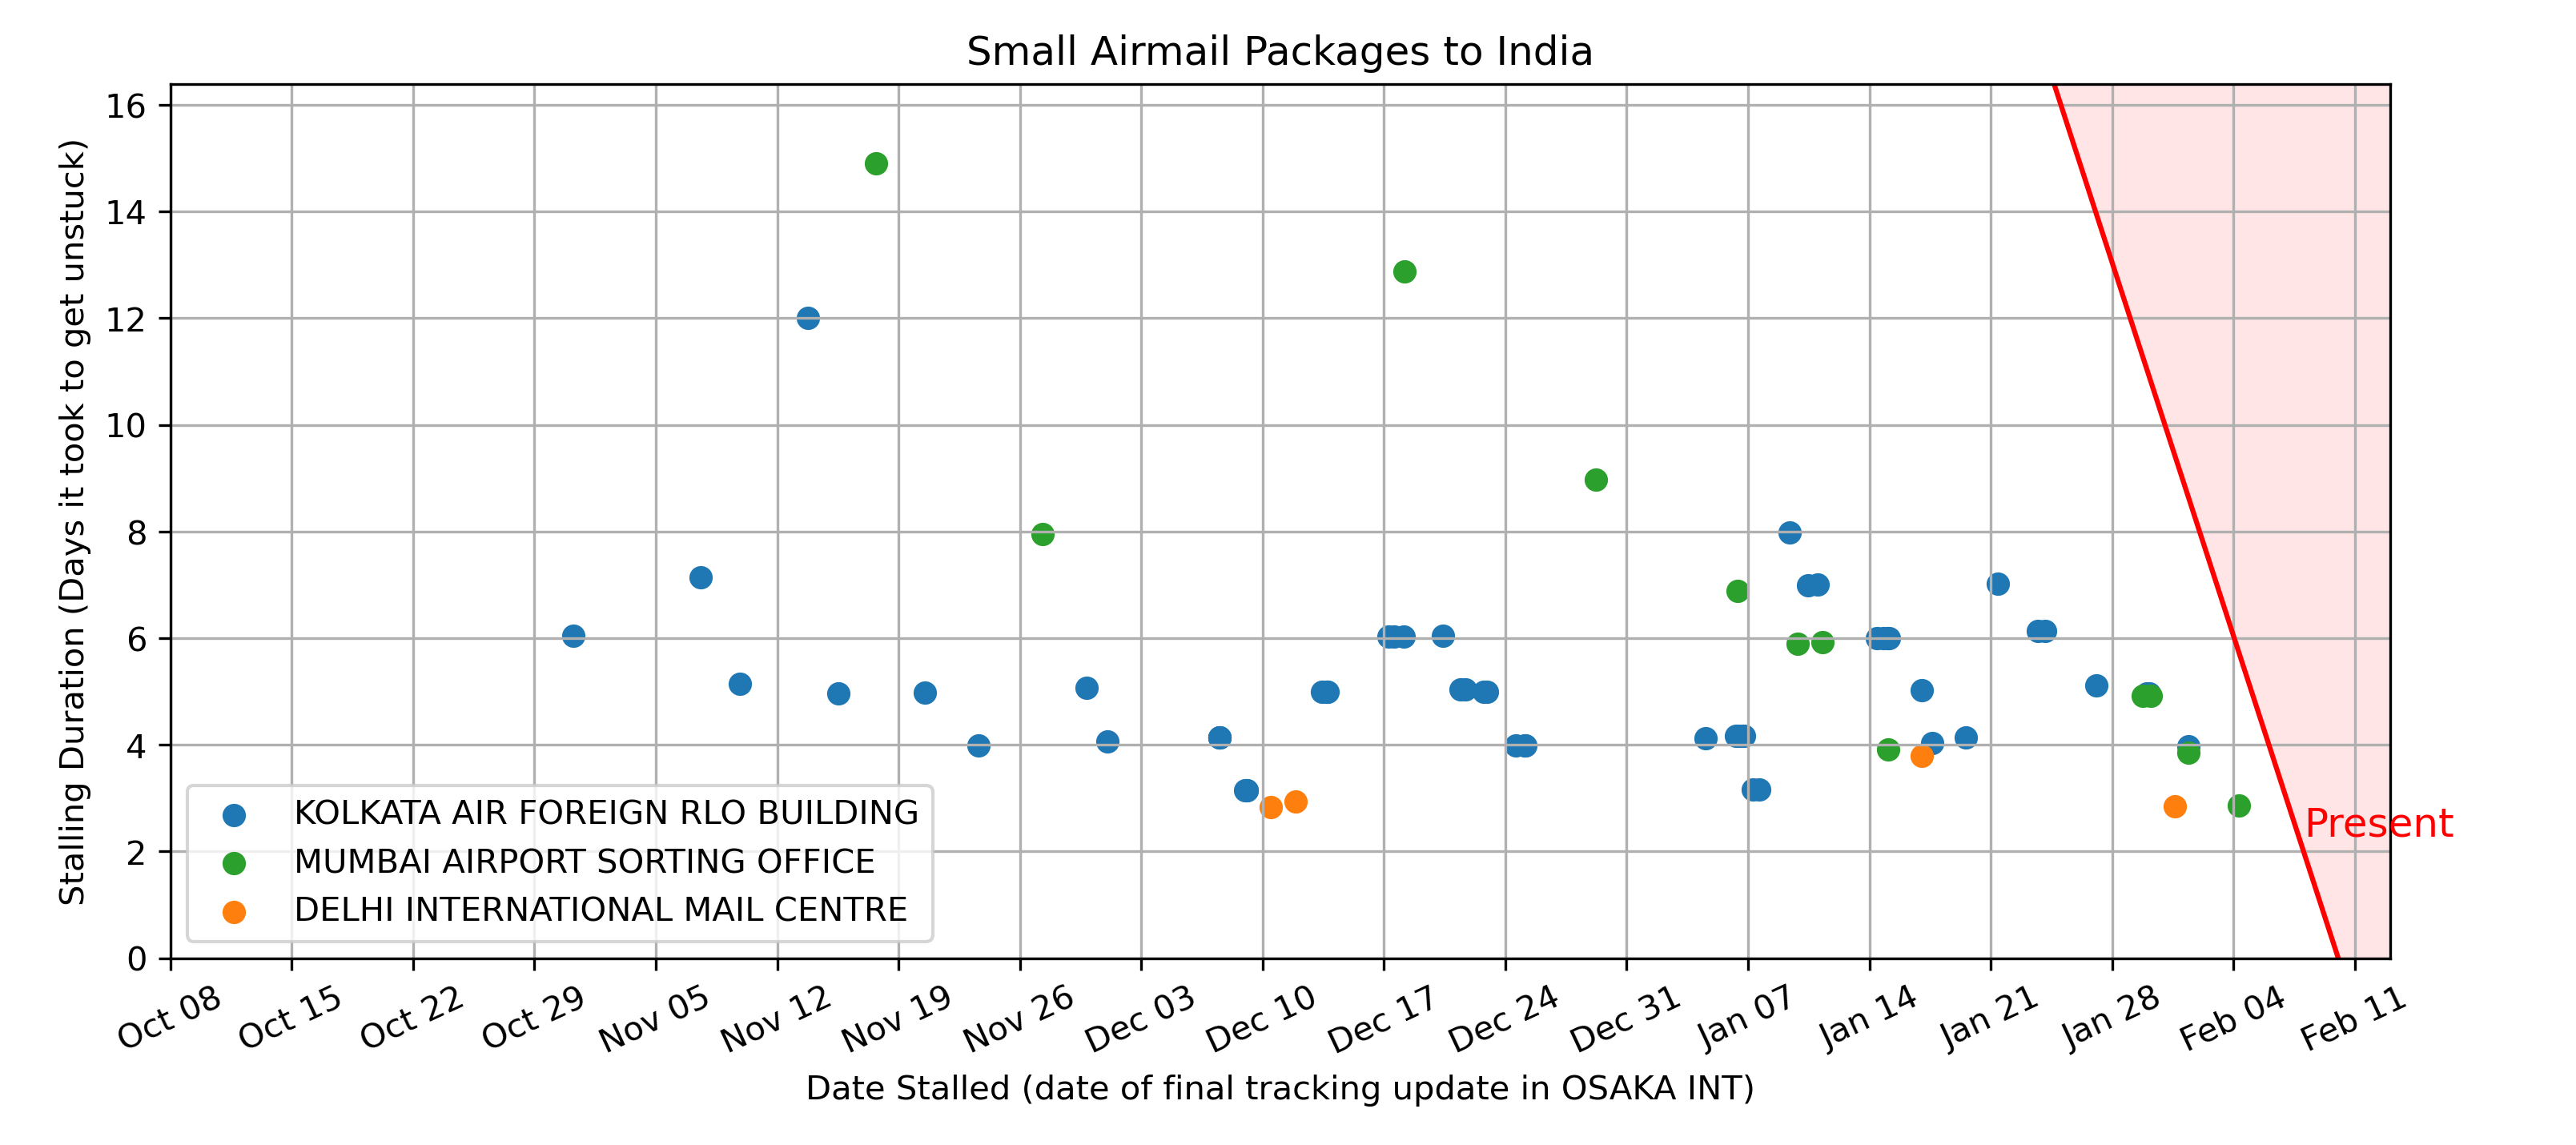 Small Airmail Packages to India
Stalling Duration (Days it took to get unstuck)
16
14
12
10
8
6
4
2
0
KOLKATA AIR FOREIGN RLO BUILDING
MUMBAI AIRPORT SORTING OFFICE
DELHI INTERNATIONAL MAIL CENTRE
Present
Oct 08
Oct 15
Oct 22
Oct 29
Nov 05
Nov 12
Nov 19
Nov 26
Dec 03
Dec 10
Dec 17
Dec 24
Dec 31
Jan 07
Jan 14
Jan 21
Jan 28
Feb 04
Feb 11
Date Stalled (date of final tracking update in OSAKA INT)